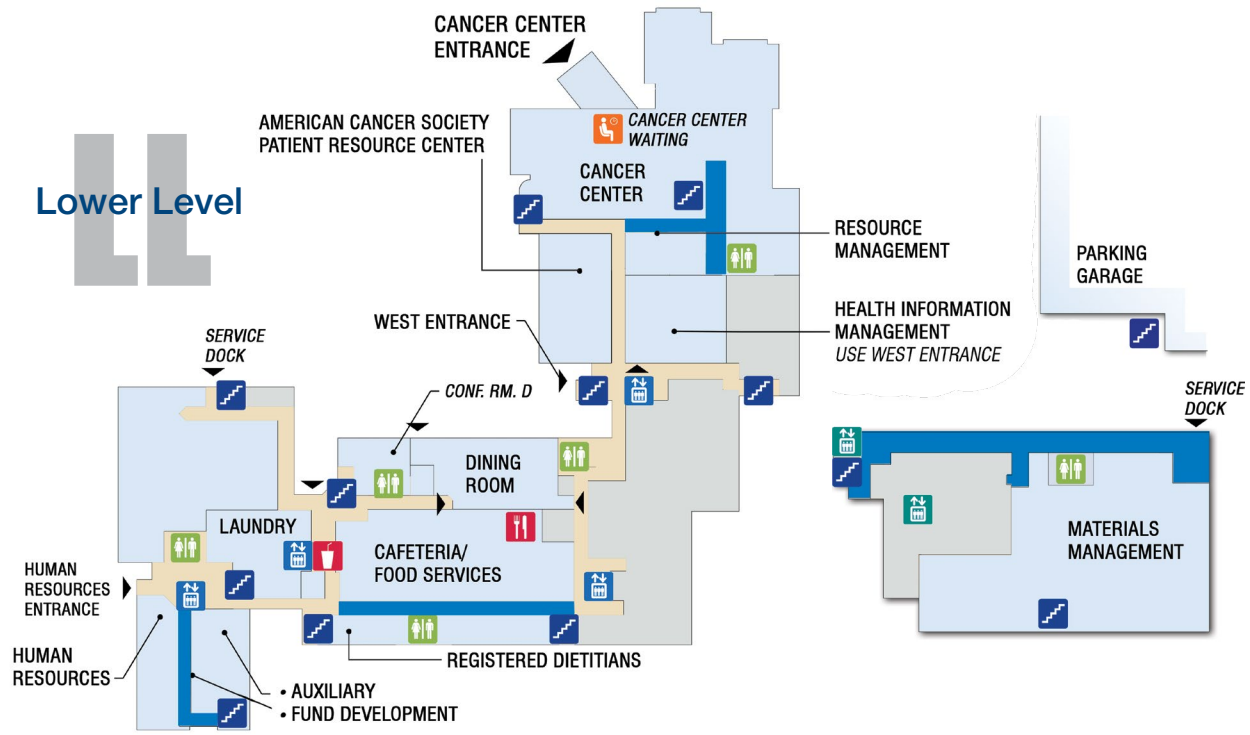 CANCER CENTER
ENTRANCE
AMERICAN CANCER SOCIETY
PATIENT RESOURCE CENTER
CANCER CENTER
WAITING
CANCER
CENTER
LL
Lower Level
RESOURCE
MANAGEMENT
PARKING
GARAGE
WEST ENTRANCE
HEALTH INFORMATION
MANAGEMENT
USE WEST ENTRANCE
SERVICE
DOCK
CONF. RM. D
SERVICE
DOCK
DINING
ROOM
LAUNDRY
CAFETERIA/
FOOD SERVICES
MATERIALS
MANAGEMENT
HUMAN
RESOURCES
ENTRANCE
HUMAN
RESOURCES
REGISTERED DIETITIANS
• AUXILIARY
• FUND DEVELOPMENT